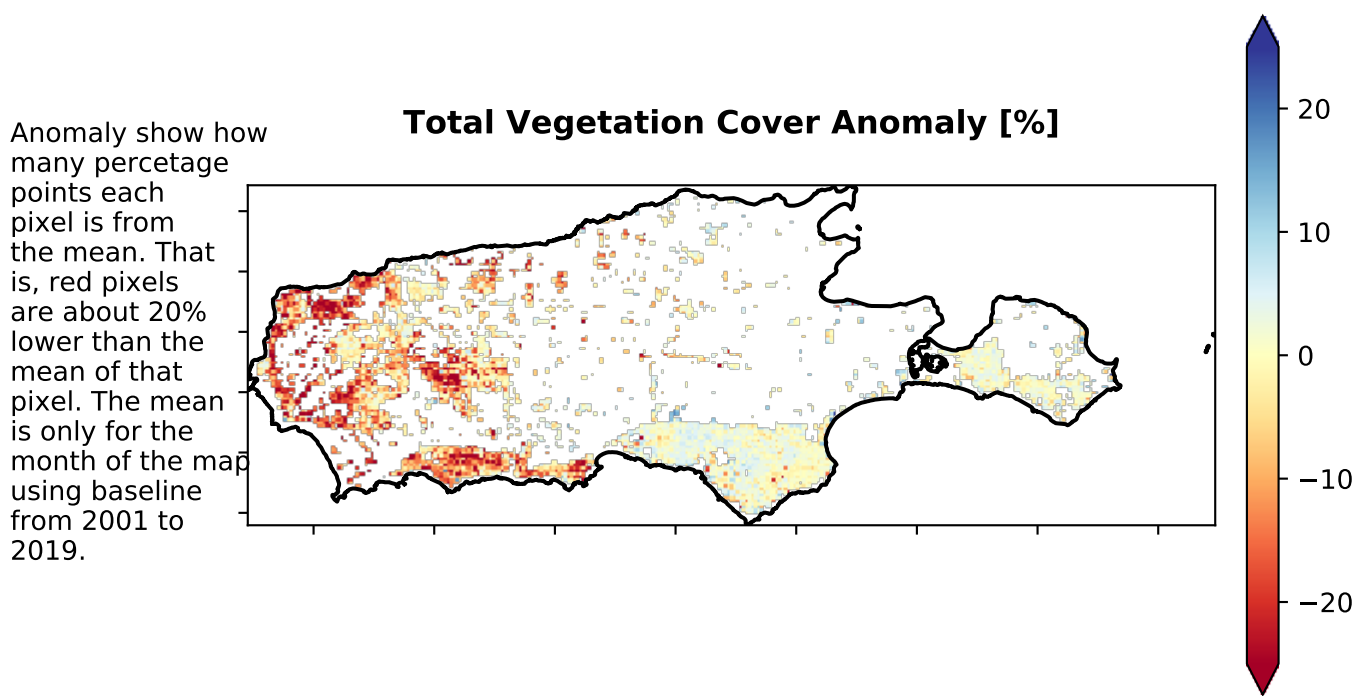 Total Vegetation Cover Anomaly [%]
Anomaly show how
many percetage
points each
pixel is from
the mean. That
is, red pixels
are about 20%
lower than the
mean of that
pixel. The mean
is only for the
month of the map
using baseline
from 2001 to
2019.
20
10
0
−10
−20